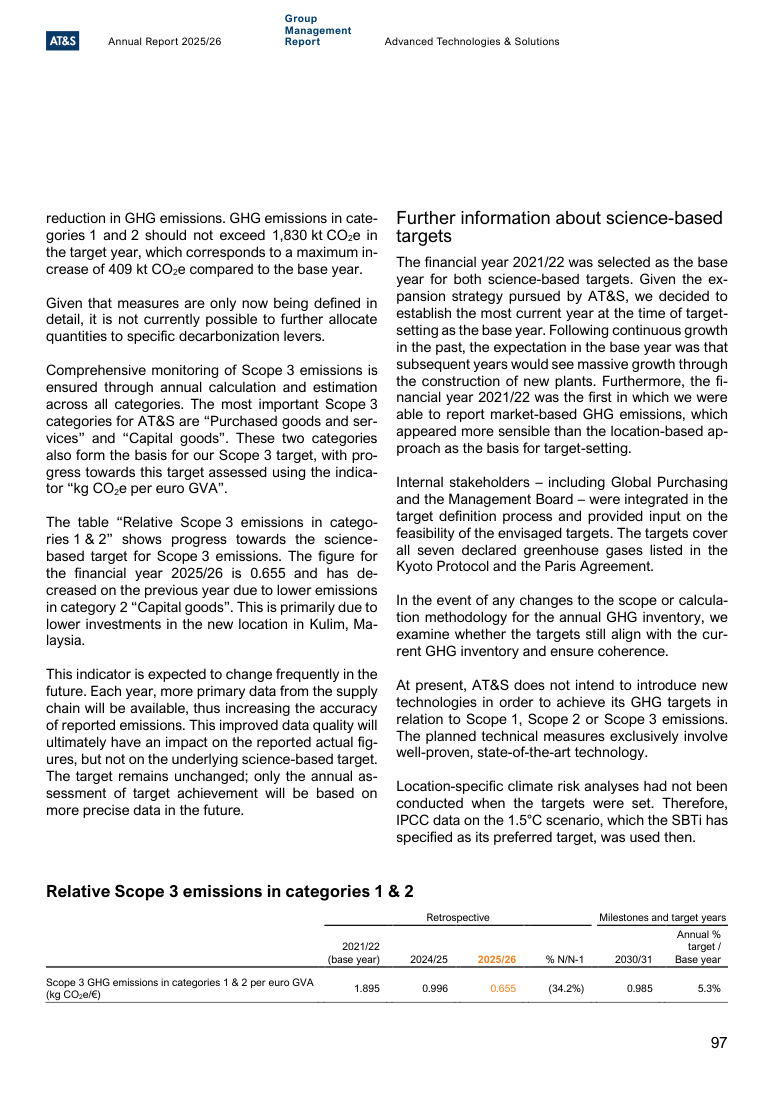 AT&S
Annual Report 2025/26
Group
Management
Report
Advanced Technologies & Solutions
reduction in GHG emissions. GHG emissions in cate-
gories 1 and 2 should not exceed 1,830 kt CO₂e in
the target year, which corresponds to a maximum in-
crease of 409 kt CO₂e compared to the base year.
Given that measures are only now being defined in
detail, it is not currently possible to further allocate
quantities to specific decarbonization levers.
Comprehensive monitoring of Scope 3 emissions is
ensured through annual calculation and estimation
across all categories. The most important Scope 3
categories for AT&S are “Purchased goods and ser-
vices” and “Capital goods”. These two categories
also form the basis for our Scope 3 target, with pro-
gress towards this target assessed using the indica-
tor “kg CO₂e per euro GVA”.
The table “Relative Scope 3 emissions in catego-
ries 1 & 2” shows progress towards the science-
based target for Scope 3 emissions. The figure for
the financial year 2025/26 is 0.655 and has de-
creased on the previous year due to lower emissions
in category 2 “Capital goods”. This is primarily due to
lower investments in the new location in Kulim, Ma-
laysia.
This indicator is expected to change frequently in the
future. Each year, more primary data from the supply
chain will be available, thus increasing the accuracy
of reported emissions. This improved data quality will
ultimately have an impact on the reported actual fig-
ures, but not on the underlying science-based target.
The target remains unchanged; only the annual as-
sessment of target achievement will be based on
more precise data in the future.
Further information about science-based
targets
The financial year 2021/22 was selected as the base
year for both science-based targets. Given the ex-
pansion strategy pursued by AT&S, we decided to
establish the most current year at the time of target-
setting as the base year. Following continuous growth
in the past, the expectation in the base year was that
subsequent years would see massive growth through
the construction of new plants. Furthermore, the fi-
nancial year 2021/22 was the first in which we were
able to report market-based GHG emissions, which
appeared more sensible than the location-based ap-
proach as the basis for target-setting.
Internal stakeholders – including Global Purchasing
and the Management Board – were integrated in the
target definition process and provided input on the
feasibility of the envisaged targets. The targets cover
all seven declared greenhouse gases listed in the
Kyoto Protocol and the Paris Agreement.
In the event of any changes to the scope or calcula-
tion methodology for the annual GHG inventory, we
examine whether the targets still align with the cur-
rent GHG inventory and ensure coherence.
At present, AT&S does not intend to introduce new
technologies in order to achieve its GHG targets in
relation to Scope 1, Scope 2 or Scope 3 emissions.
The planned technical measures exclusively involve
well-proven, state-of-the-art technology.
Location-specific climate risk analyses had not been
conducted when the targets were set. Therefore,
IPCC data on the 1.5°C scenario, which the SBTi has
specified as its preferred target, was used then.
Relative Scope 3 emissions in categories 1 & 2
Retrospective Milestones and target years
2021/22 (base year) 2024/25 2025/26 % N/N-1 2030/31 Annual % target / Base year
Scope 3 GHG emissions in categories 1 & 2 per euro GVA
(kg CO₂e/€) 1.895 0.996 0.655 (34.2%) 0.985 5.3%
97